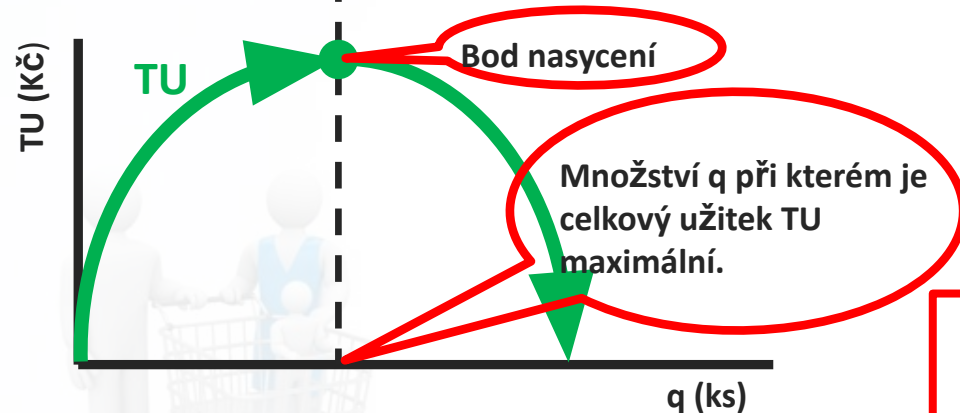 TU (Kč)
TU
Bod nasycení
Množství q při kterém je
celkový užitek TU
maximální.
q (ks)